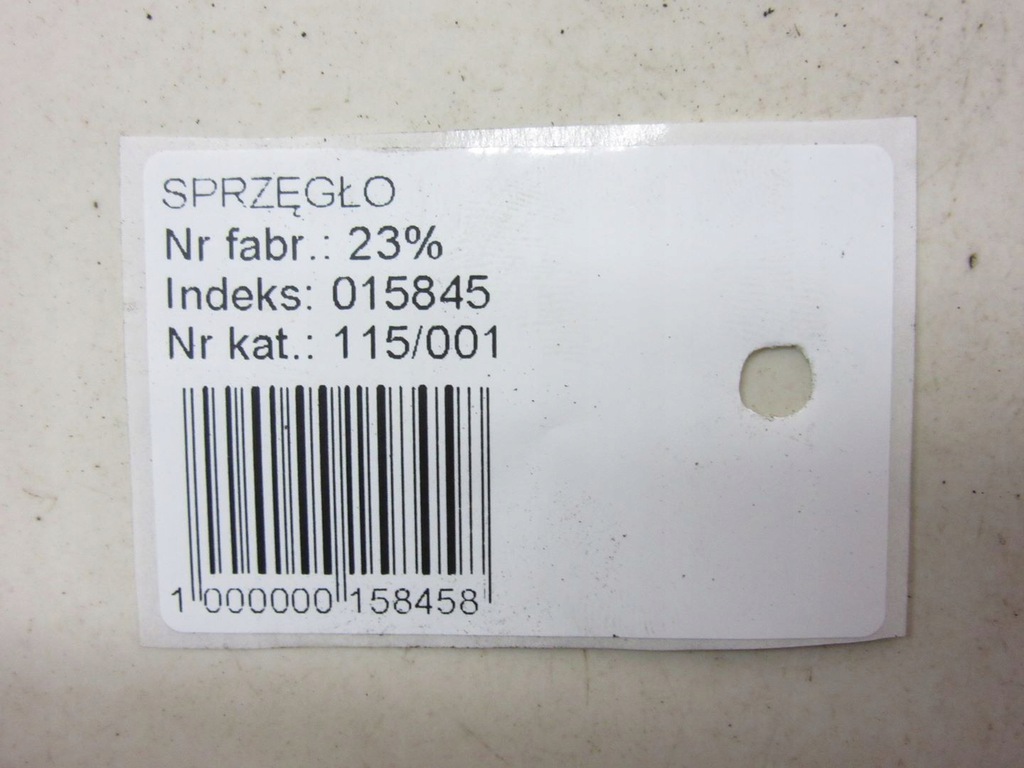 SPRZĘGŁO
Nr fabr.: 23%
Indeks: 015845
Nr kat.: 115/001
1 000000 158458